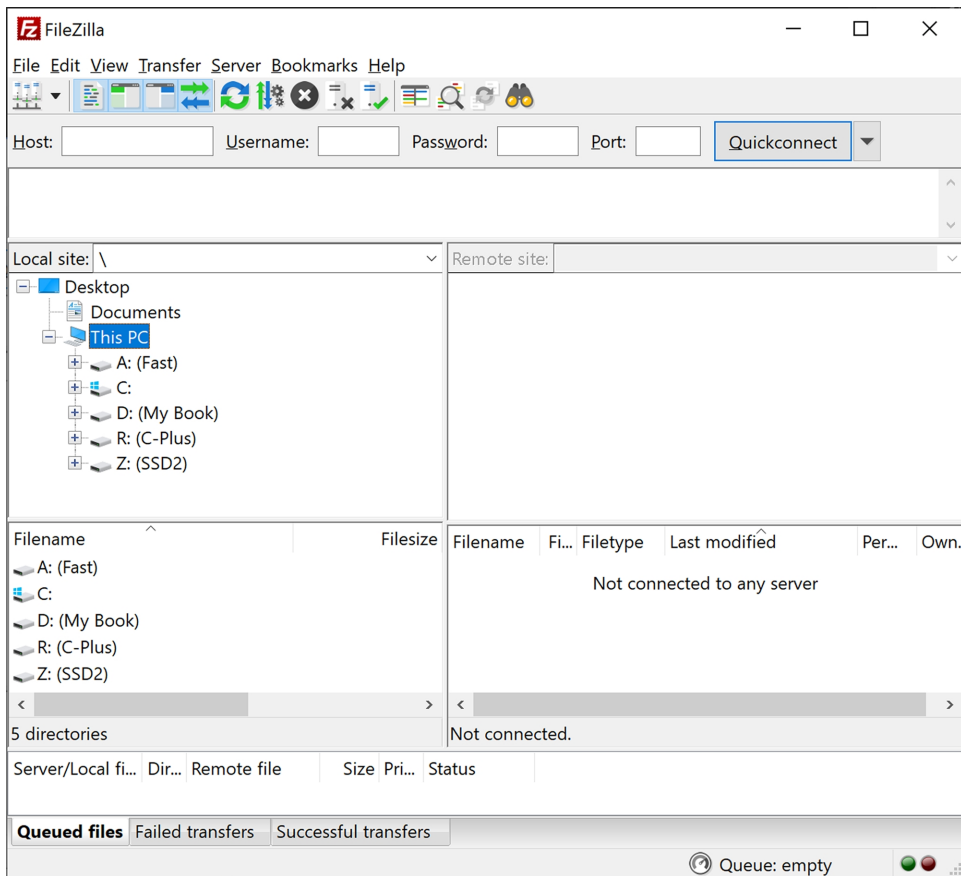 FileZilla
File Edit View Transfer Server Bookmarks Help
Host: Username: Password: Port: Quickconnect
Local site: \ Remote site:
Desktop
Documents
This PC
A: (Fast)
C:
D: (My Book)
R: (C-Plus)
Z: (SSD2)
Filename Filesize
A: (Fast)
C:
D: (My Book)
R: (C-Plus)
Z: (SSD2)
5 directories
Filename Fi... Filetype Last modified Per... Own.
Not connected to any server
Not connected.
Server/Local fi... Dir... Remote file Size Pri... Status
Queued files Failed transfers Successful transfers
Queue: empty